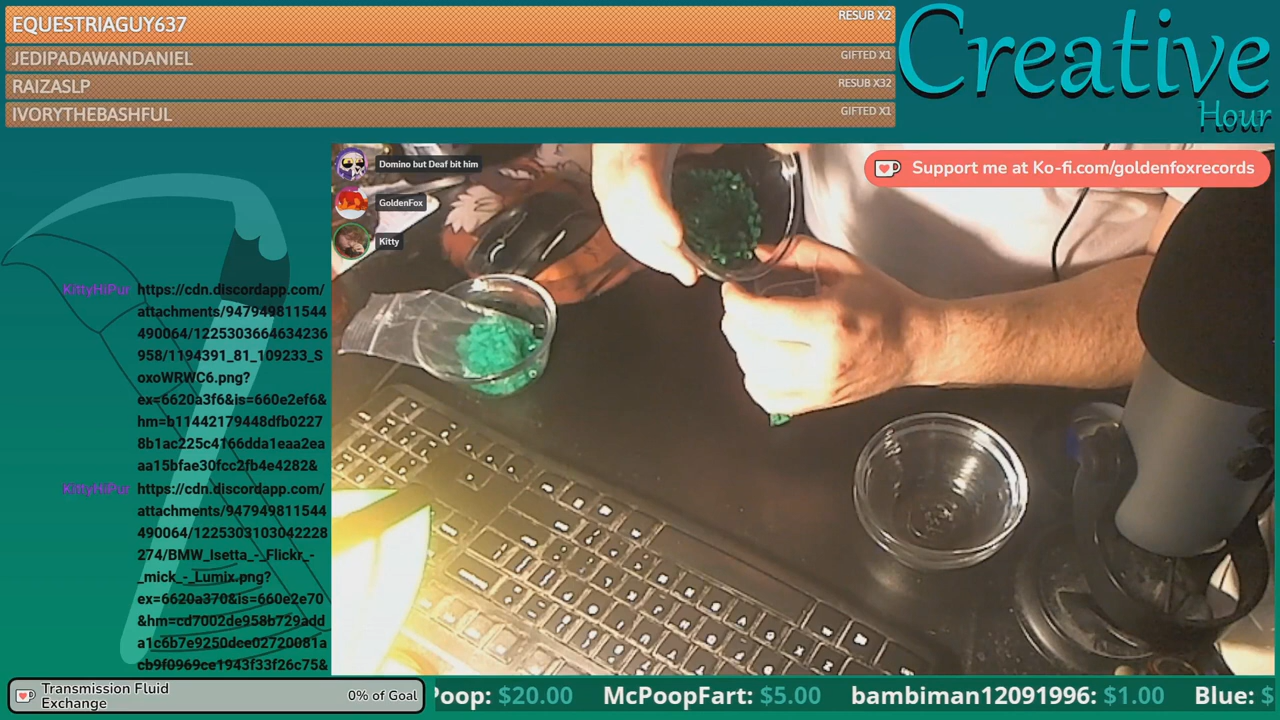 EQUESTRIAGUY637
RESUB X2
JEDIPADAWANDANIEL
GIFTED X1
RAIZASLP
RESUB X32
IVORYTHEBASHFUL
GIFTED X1
Creative
Hour
Domino but Deaf bit him
GoldenFox
Kitty
Support me at Ko-fi.com/goldenfoxrecords
KittyHiPur https://cdn.discordapp.com/
attachments/947949811544
490064/1225303664634236
958/1194391_81_109233_S
oxoWRWC6.png?
ex=6620a3f6&is=660e2ef6&
hm=b11442179448dfb0227
8b1ac225c4166dda1eaa2ea
aa15bfae30fcc2fb4e4282&
KittyHiPur https://cdn.discordapp.com/
attachments/947949811544
490064/1225303103042228
274/BMW_Isetta_-_Flickr_-
_mick_-_Lumix.png?
ex=6620a370&is=660e2e70
&hm=cd7002de958b729add
a1c6b7e9250dce02720081a
cb9f0969ce1943f33f26c75&
Transmission Fluid
Exchange
0% of Goal
Poop: $20.00 McPoopFart: $5.00 bambiman12091996: $1.00 Blue: $